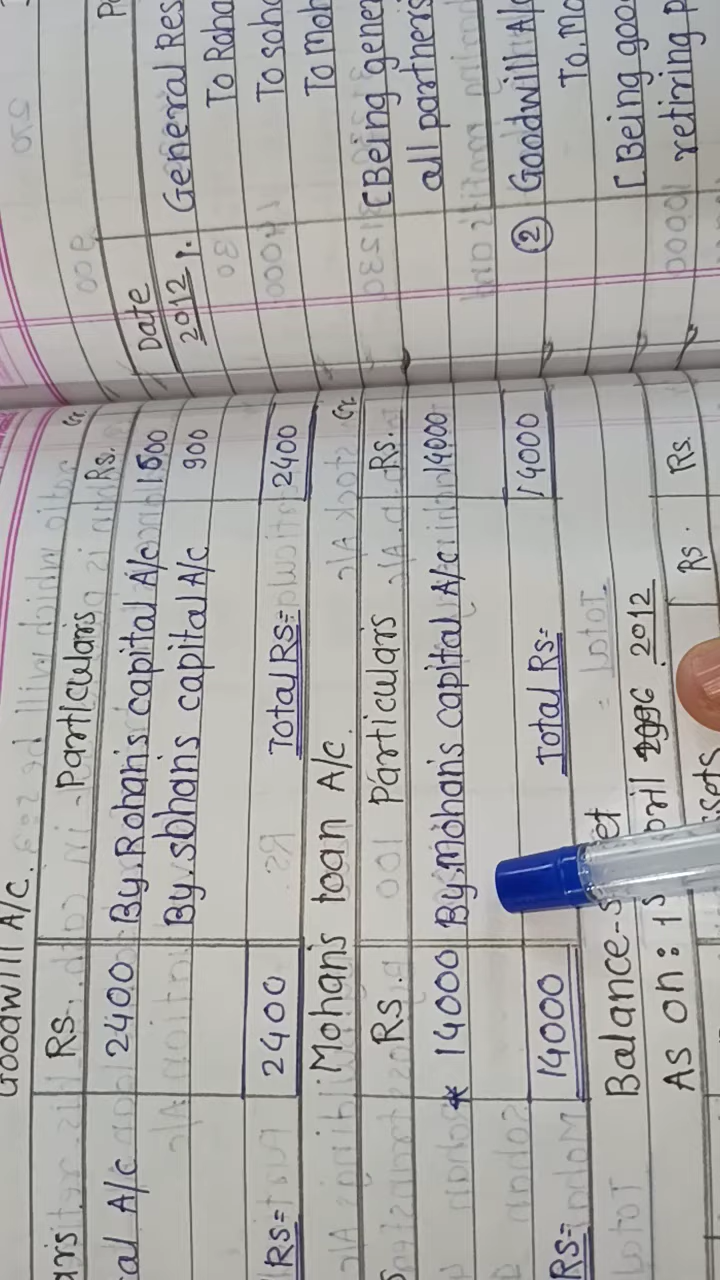 Goodwill A/c.
Rs. Particulars Rs.
al A/c 2400 By. Rohan's capital A/c 1500
By. sohan's capital A/c 900
Rs= 2400 Total Rs= 2400
Mohan's loan A/c. Cr.
Rs. Particulars Rs.
* 14000 By. Mohan's capital A/c 14000
Rs= 14000 Total Rs= 14000
Balance-
As on: 1s 2012
Rs. Rs.
Date
2012 1. General Res
To Roha
To Soha
To Moh
[Being gene
all partners
② Goodwill A/c
To. Mo
[Being goo
retiring p